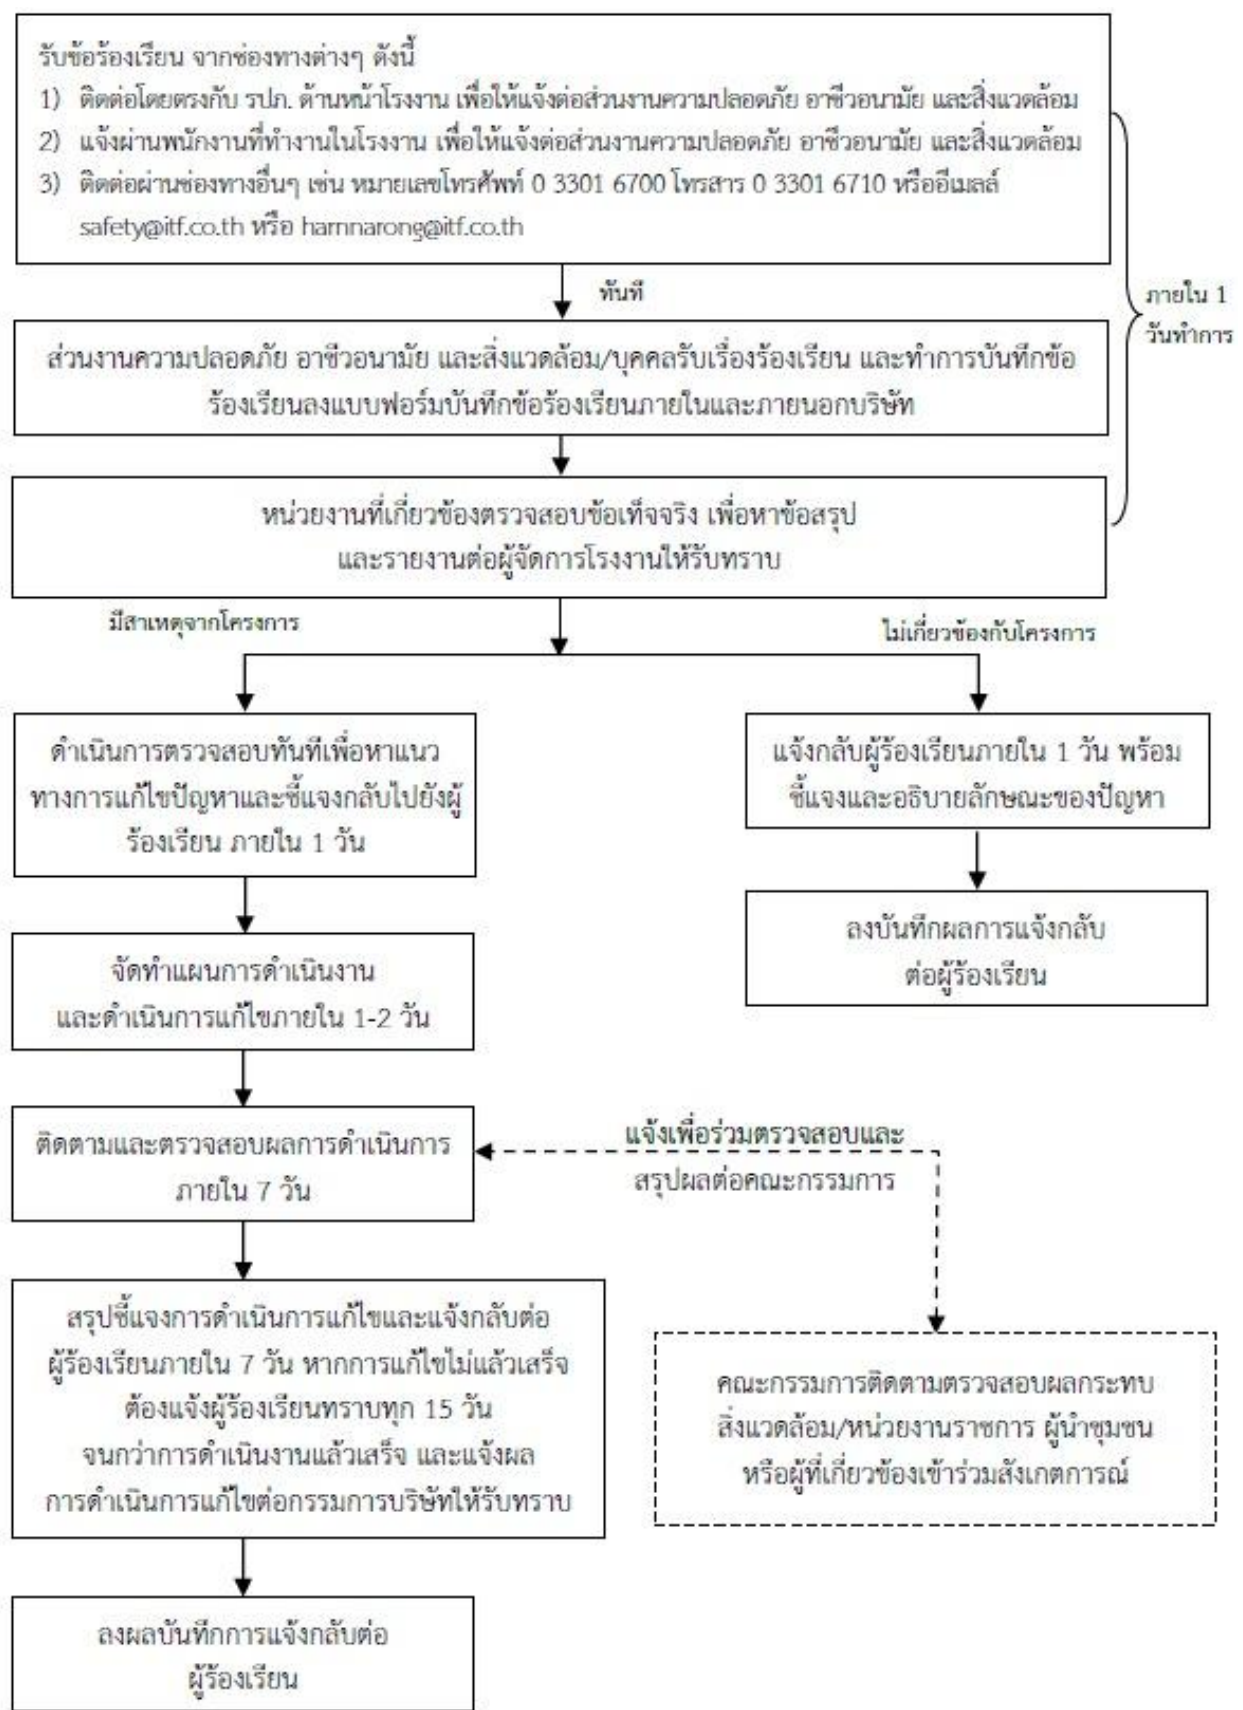 รับข้อร้องเรียน จากช่องทางต่างๆ ดังนี้
1) ติดต่อโดยตรงกับ รปภ. ด้านหน้าโรงงาน เพื่อให้แจ้งต่อส่วนงานความปลอดภัย อาชีวอนามัย และสิ่งแวดล้อม
2) แจ้งผ่านพนักงานที่ทำงานในโรงงาน เพื่อให้แจ้งต่อส่วนงานความปลอดภัย อาชีวอนามัย และสิ่งแวดล้อม
3) ติดต่อผ่านช่องทางอื่นๆ เช่น หมายเลขโทรศัพท์ 0 3301 6700 โทรสาร 0 3301 6710 หรืออีเมลล์
safety@itf.co.th หรือ harnnarong@itf.co.th
ทันที
ภายใน 1
วันทำการ
ส่วนงานความปลอดภัย อาชีวอนามัย และสิ่งแวดล้อม/บุคคลรับเรื่องร้องเรียน และทำการบันทึกข้อ
ร้องเรียนลงแบบฟอร์มบันทึกข้อร้องเรียนภายในและภายนอกบริษัท
หน่วยงานที่เกี่ยวข้องตรวจสอบข้อเท็จจริง เพื่อหาข้อสรุป
และรายงานต่อผู้จัดการโรงงานให้รับทราบ
มีสาเหตุจากโครงการ
ไม่เกี่ยวข้องกับโครงการ
ดำเนินการตรวจสอบทันทีเพื่อหาแนว
ทางการแก้ไขปัญหาและชี้แจงกลับไปยังผู้
ร้องเรียน ภายใน 1 วัน
แจ้งกลับผู้ร้องเรียนภายใน 1 วัน พร้อม
ชี้แจงและอธิบายลักษณะของปัญหา
ลงบันทึกผลการแจ้งกลับ
ต่อผู้ร้องเรียน
จัดทำแผนการดำเนินงาน
และดำเนินการแก้ไขภายใน 1-2 วัน
ติดตามและตรวจสอบผลการดำเนินการ
ภายใน 7 วัน
แจ้งเพื่อร่วมตรวจสอบและ
สรุปผลต่อคณะกรรมการ
สรุปชี้แจงการดำเนินการแก้ไขและแจ้งกลับต่อ
ผู้ร้องเรียนภายใน 7 วัน หากการแก้ไขไม่แล้วเสร็จ
ต้องแจ้งผู้ร้องเรียนทราบทุก 15 วัน
จนกว่าการดำเนินงานแล้วเสร็จ และแจ้งผล
การดำเนินการแก้ไขต่อกรรมการบริษัทให้รับทราบ
คณะกรรมการติดตามตรวจสอบผลกระทบ
สิ่งแวดล้อม/หน่วยงานราชการ ผู้นำชุมชน
หรือผู้ที่เกี่ยวข้องเข้าร่วมสังเกตการณ์
ลงผลบันทึกการแจ้งกลับต่อ
ผู้ร้องเรียน